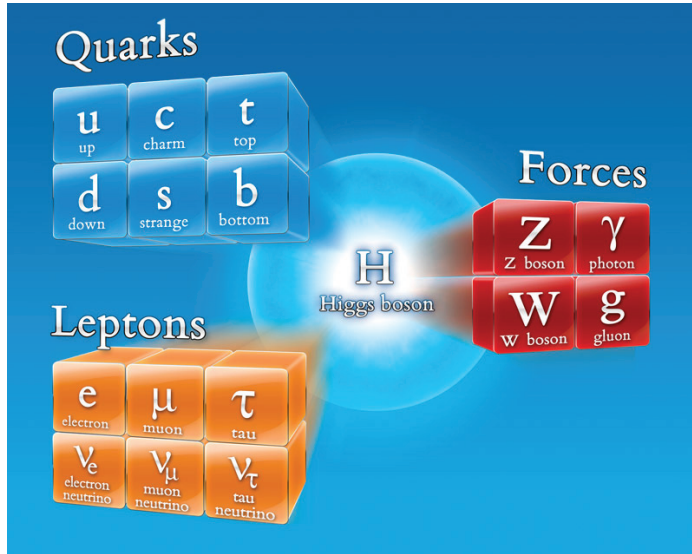 Quarks
u
up
c
charm
t
top
d
down
s
strange
b
bottom
Forces
Z
Z boson
γ
photon
W
W boson
g
gluon
H
Higgs boson
Leptons
e
electron
μ
muon
τ
tau
νe
electron
neutrino
νμ
muon
neutrino
ντ
tau
neutrino